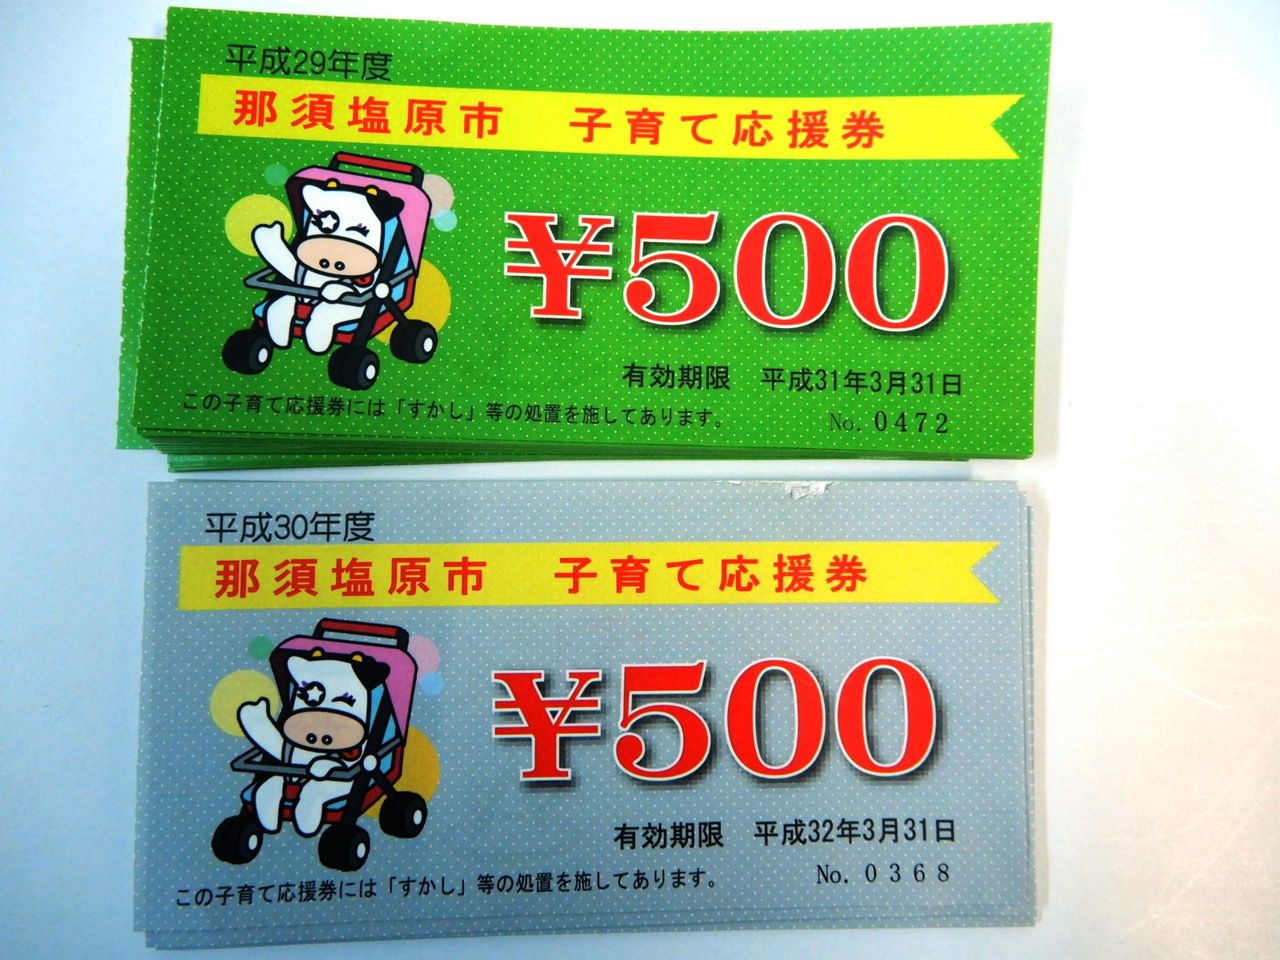 平成29年度
那須塩原市 子育て応援券
¥500
有効期限 平成31年3月31日
この子育て応援券には「すかし」等の処置を施してあります。
No. 0472
平成30年度
那須塩原市 子育て応援券
¥500
有効期限 平成32年3月31日
この子育て応援券には「すかし」等の処置を施してあります。
No. 0368